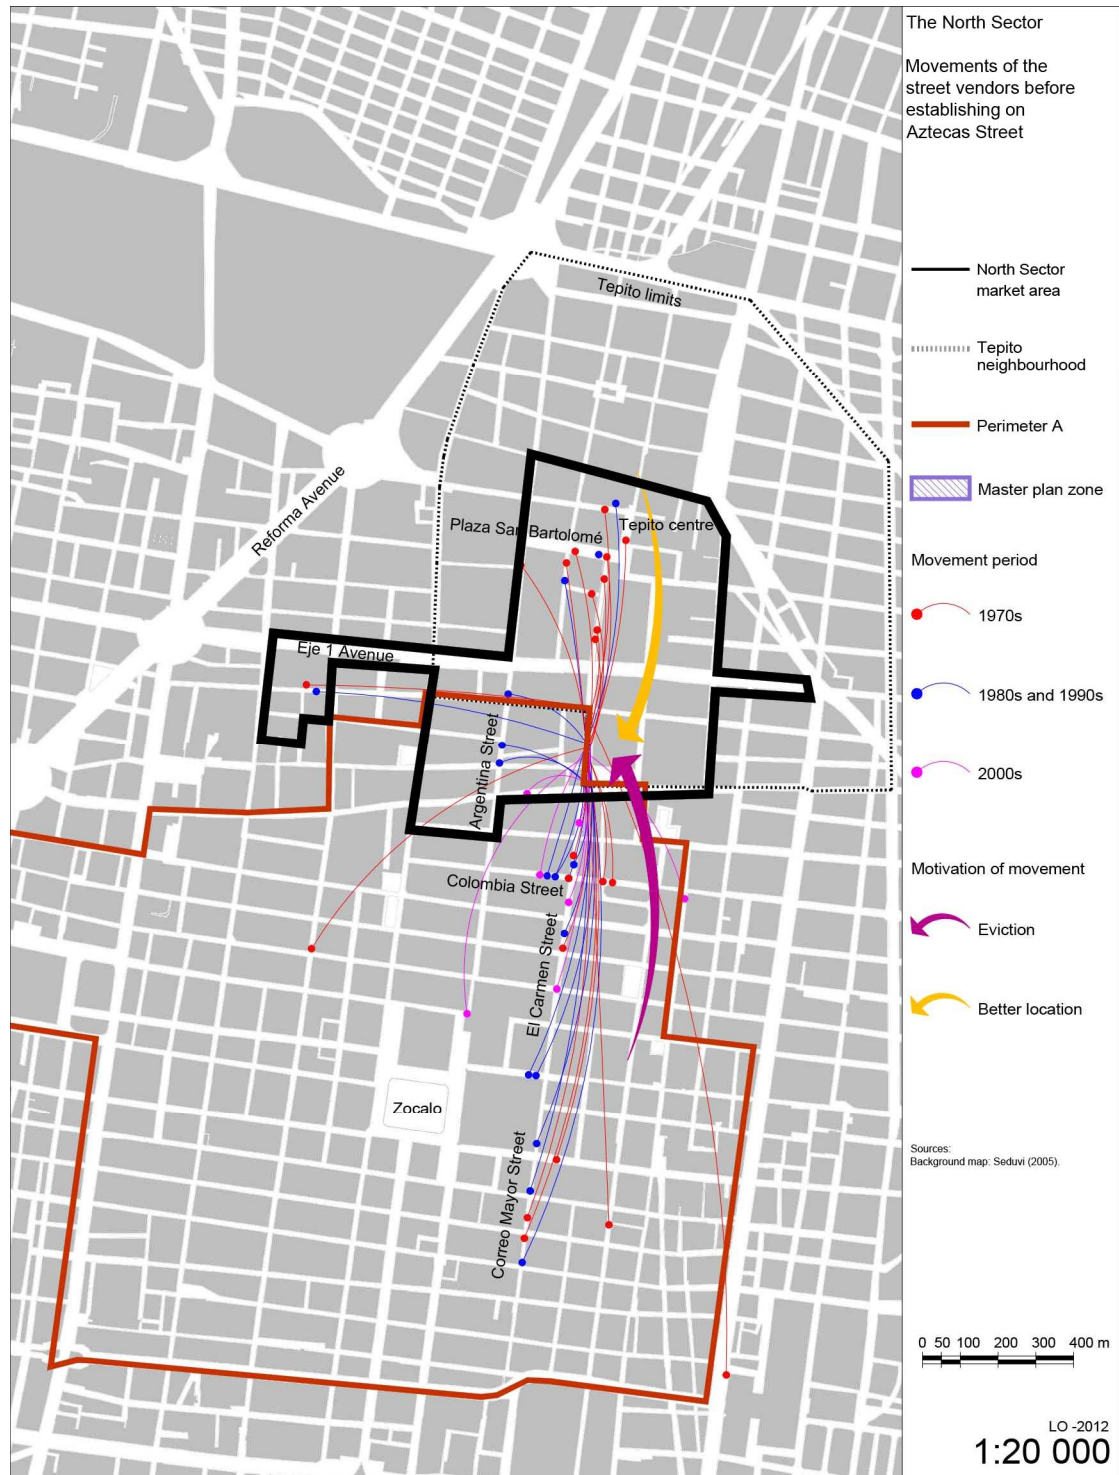 The North Sector
Movements of the
street vendors before
establishing on
Aztecas Street
North Sector
market area
Tepito
neighbourhood
Perimeter A
Master plan zone
Movement period
1970s
1980s and 1990s
2000s
Motivation of movement
Eviction
Better location
Sources:
Background map: Seduvi (2005).
0 50 100 200 300 400 m
LO -2012
1:20 000
Tepito limits
Reforma Avenue
Plaza San Bartolomé
Tepito centre
Eje 1 Avenue
Argentina Street
Colombia Street
El Carmen Street
Zocalo
Correo Mayor Street